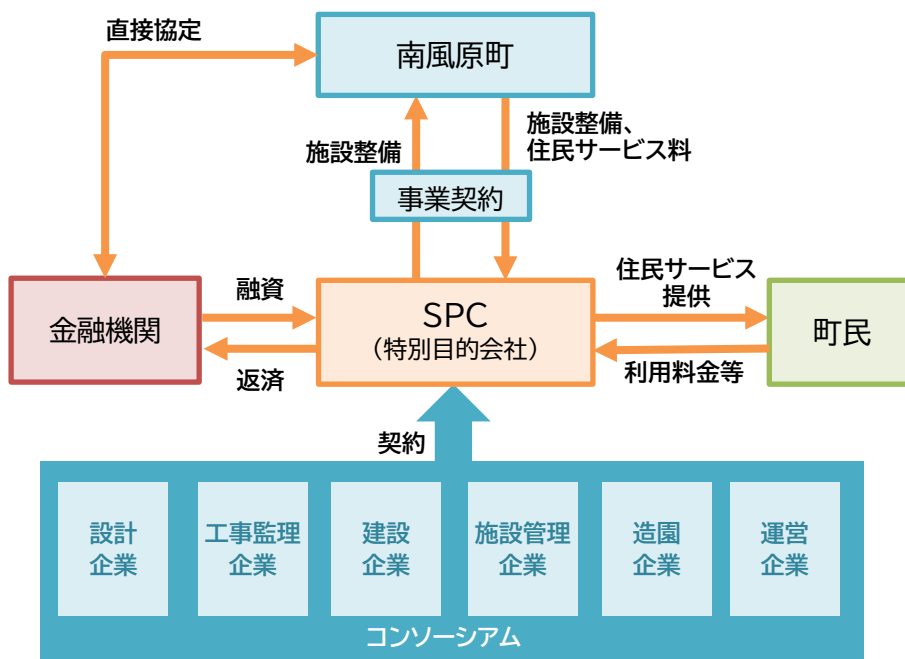 直接協定
南風原町
施設整備
施設整備、
住民サービス料
事業契約
金融機関
融資
返済
SPC
（特別目的会社）
住民サービス
提供
利用料金等
町民
契約
設計
企業
工事監理
企業
建設
企業
施設管理
企業
造園
企業
運営
企業
コンソーシアム